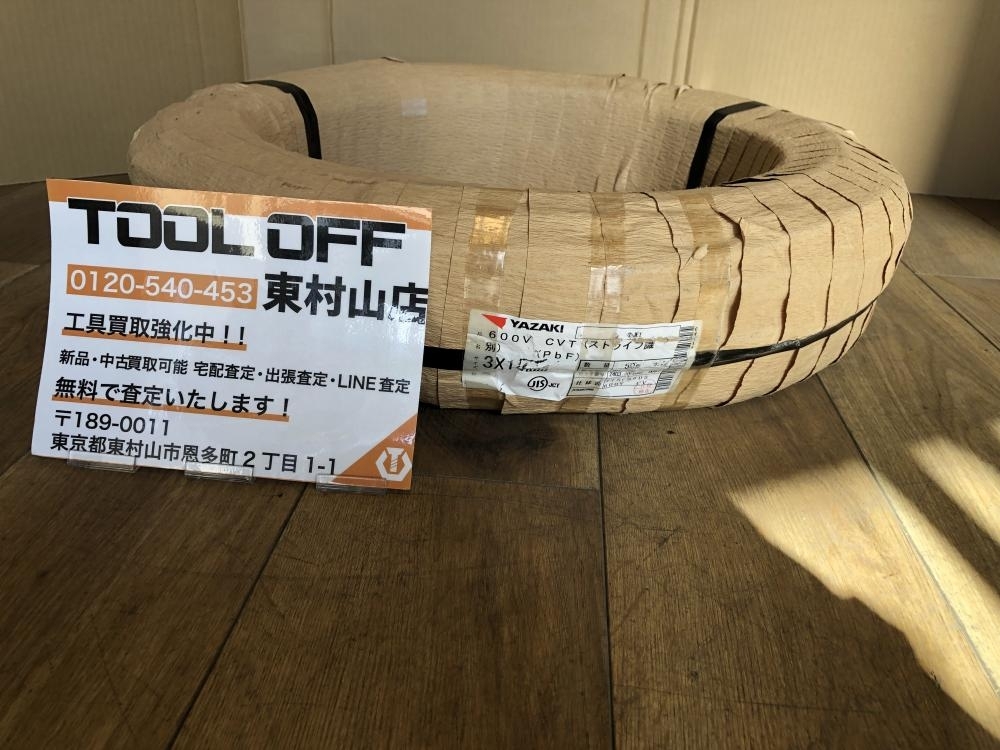 TOOL OFF
0120-540-453 東村山店
工具買取強化中!!
新品・中古買取可能 宅配査定・出張査定・LINE査定
無料で査定いたします!
〒189-0011
東京都東村山市恩多町2丁目1-1
YAZAKI
600V CVT (ストライプ識
別) (PbF)
JIS JET
数量